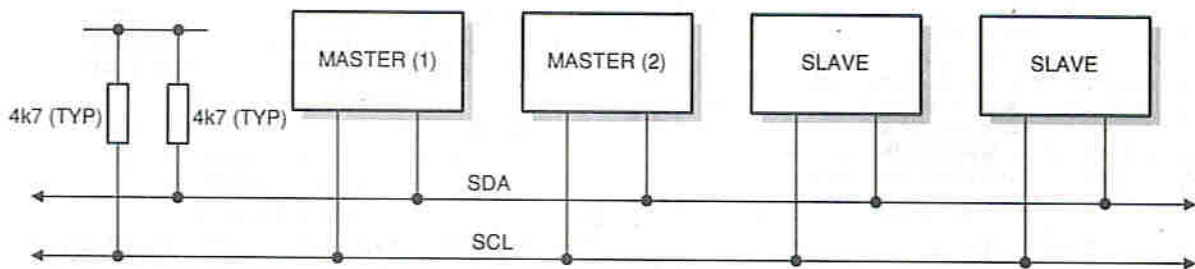 MASTER (1)
MASTER (2)
SLAVE
SLAVE
4k7 (TYP)
4k7 (TYP)
SDA
SCL